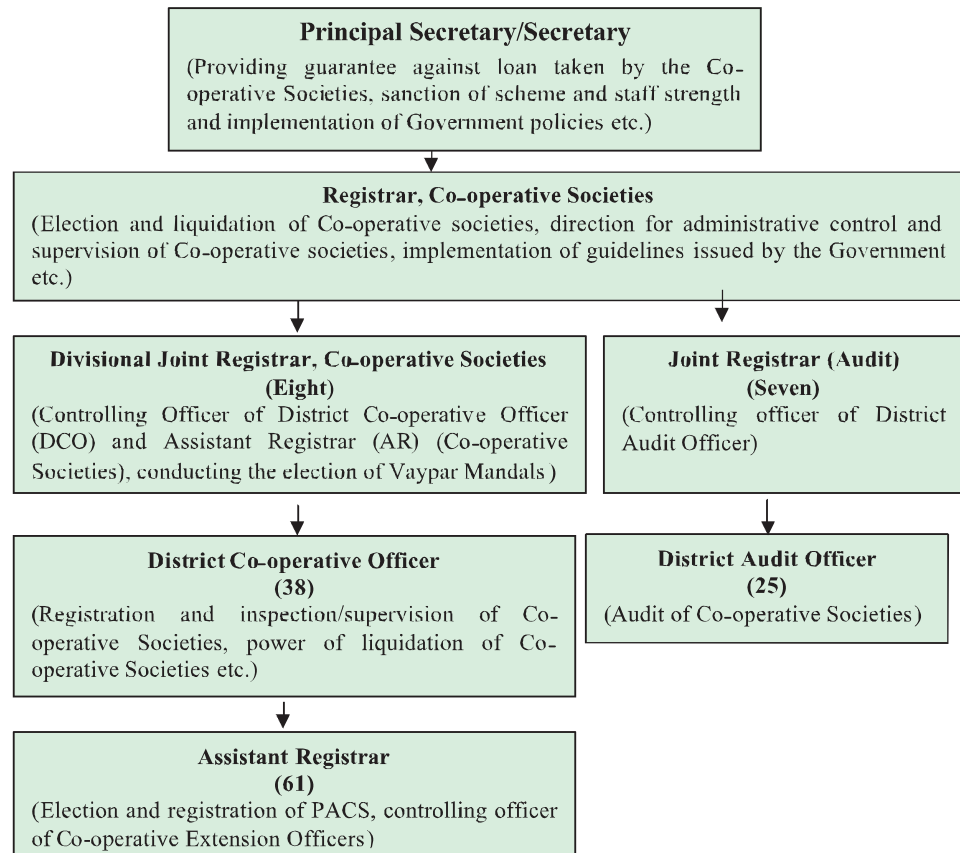 Principal Secretary/Secretary
(Providing guarantee against loan taken by the Co-
operative Societies, sanction of scheme and staff strength
and implementation of Government policies etc.)
Registrar, Co-operative Societies
(Election and liquidation of Co-operative societies, direction for administrative control and
supervision of Co-operative societies, implementation of guidelines issued by the Government
etc.)
Divisional Joint Registrar, Co-operative Societies
(Eight)
(Controlling Officer of District Co-operative Officer
(DCO) and Assistant Registrar (AR) (Co-operative
Societies), conducting the election of Vaypar Mandals)
Joint Registrar (Audit)
(Seven)
(Controlling officer of District
Audit Officer)
District Co-operative Officer
(38)
(Registration and inspection/supervision of Co-
operative Societies, power of liquidation of Co-
operative Societies etc.)
District Audit Officer
(25)
(Audit of Co-operative Societies)
Assistant Registrar
(61)
(Election and registration of PACS, controlling officer
of Co-operative Extension Officers)